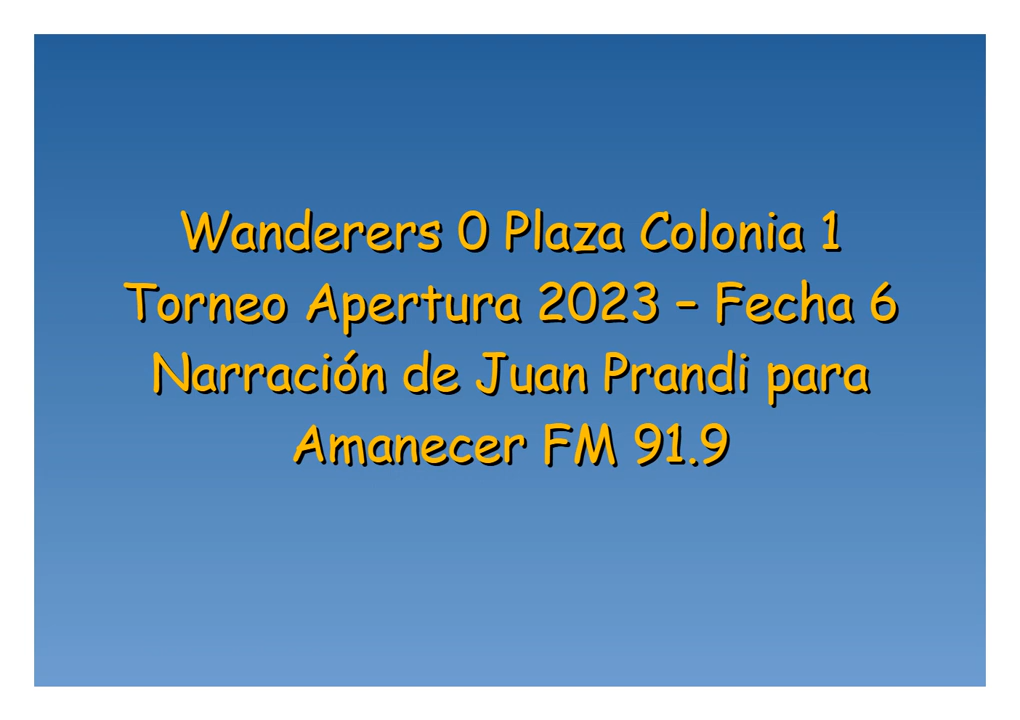 Wanderers 0 Plaza Colonia 1
Torneo Apertura 2023 – Fecha 6
Narración de Juan Prandi para
Amanecer FM 91.9